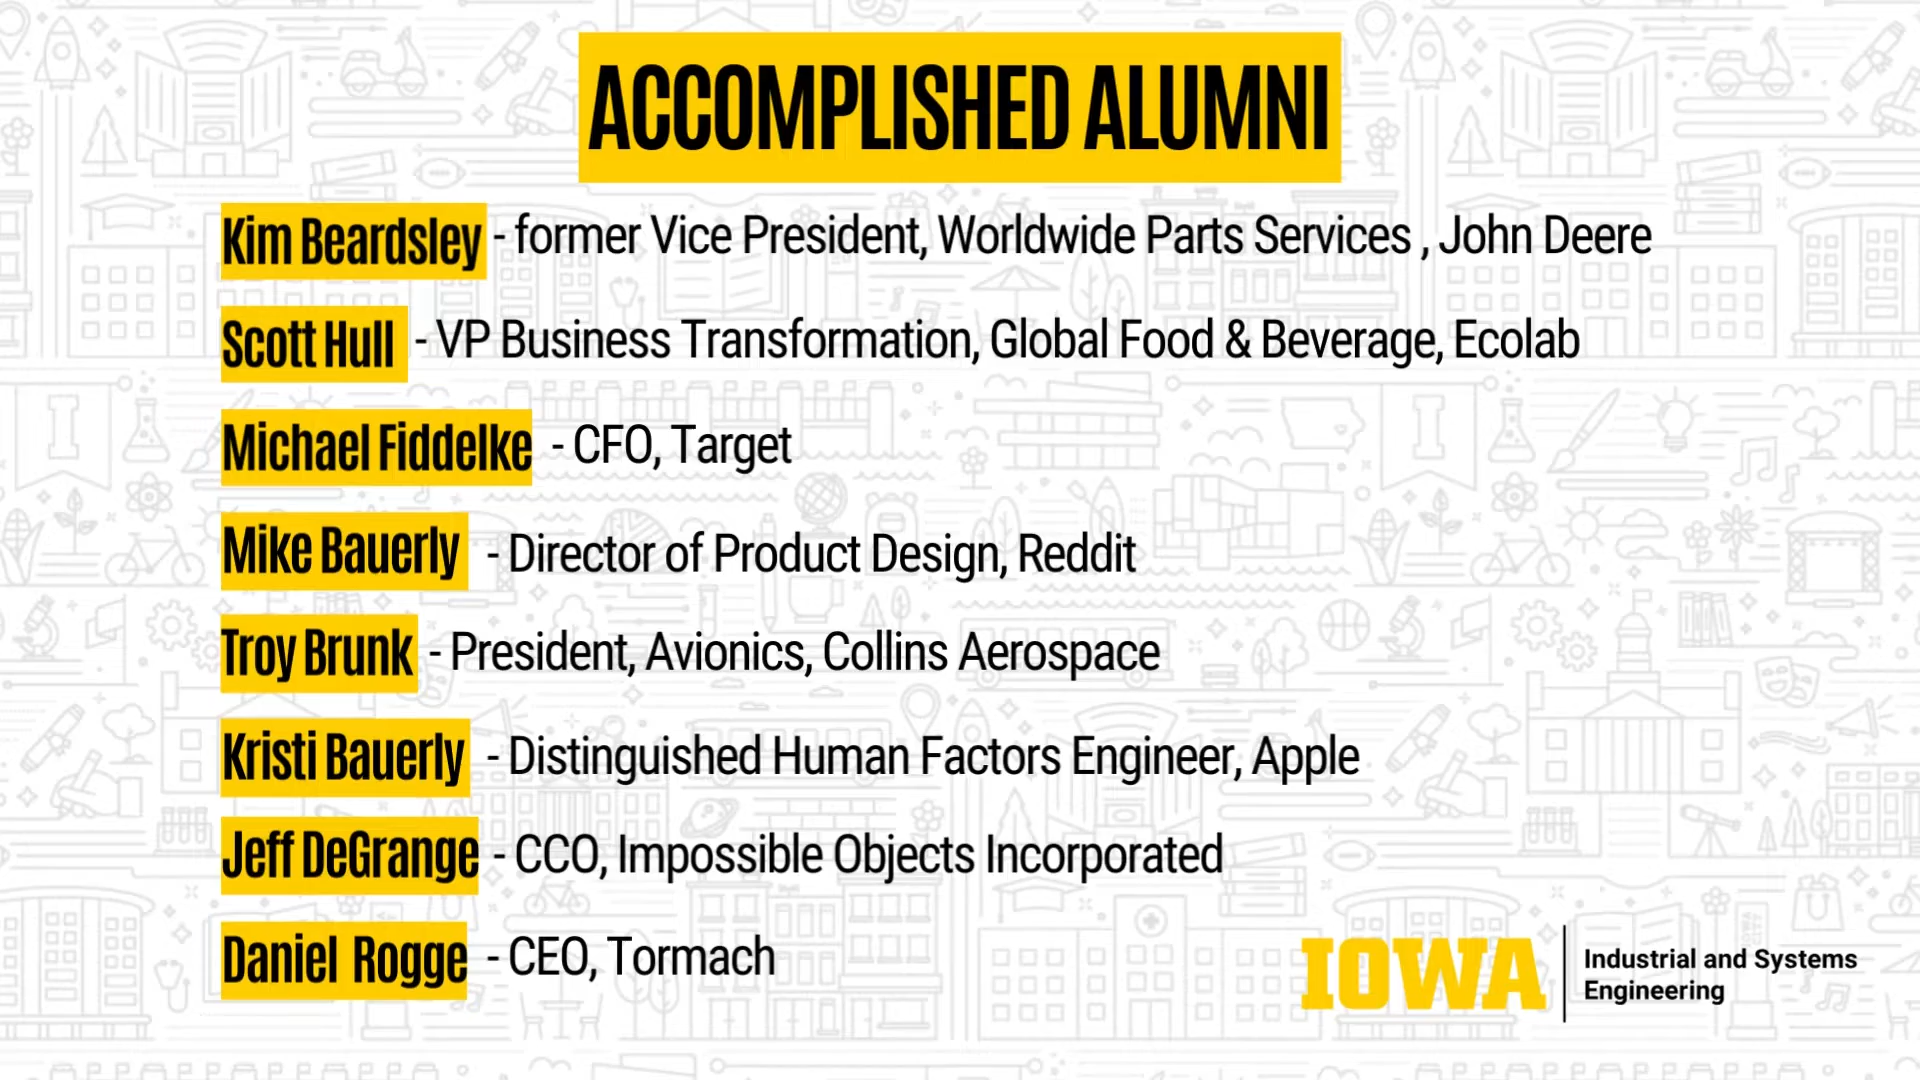 ACCOMPLISHED ALUMNI
Kim Beardsley - former Vice President, Worldwide Parts Services , John Deere
Scott Hull - VP Business Transformation, Global Food & Beverage, Ecolab
Michael Fiddelke - CFO, Target
Mike Bauerly - Director of Product Design, Reddit
Troy Brunk - President, Avionics, Collins Aerospace
Kristi Bauerly - Distinguished Human Factors Engineer, Apple
Jeff DeGrange - CCO, Impossible Objects Incorporated
Daniel Rogge - CEO, Tormach
IOWA
Industrial and Systems
Engineering